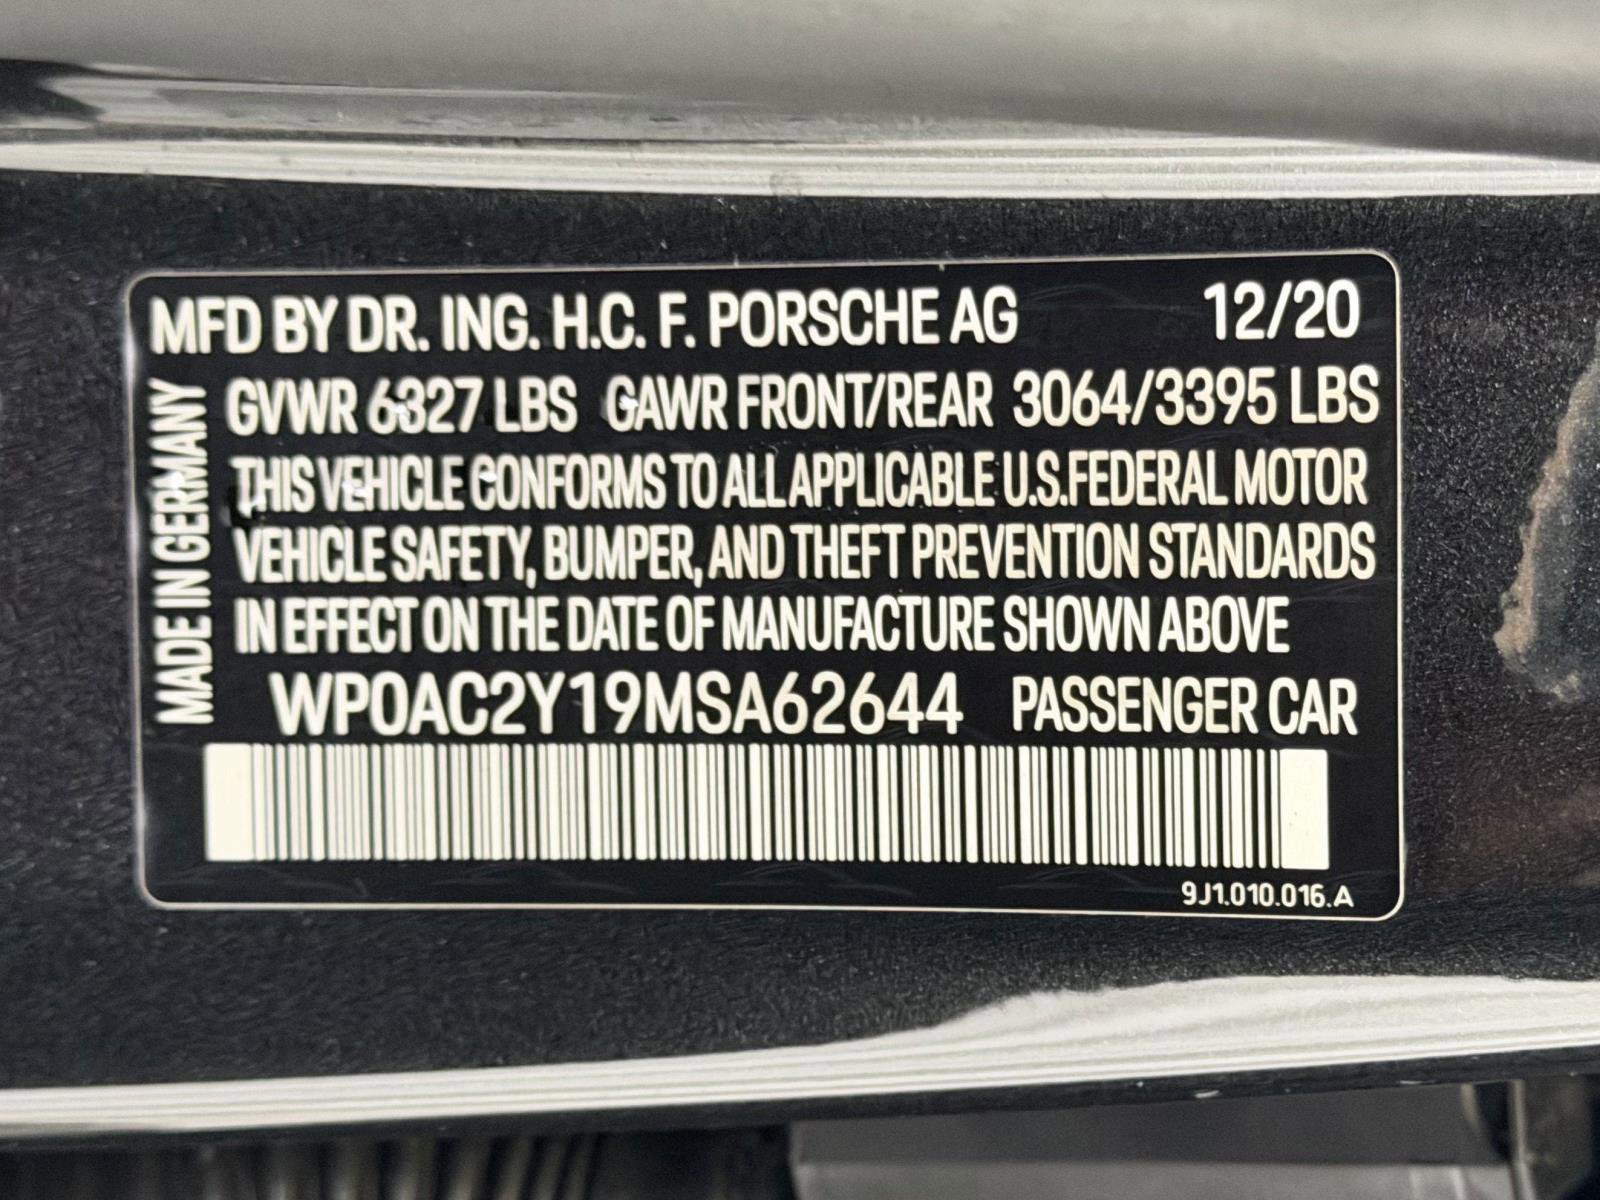 MFD BY DR. ING. H.C. F. PORSCHE AG 12/20
MADE IN GERMANY
GVWR 6327 LBS GAWR FRONT/REAR 3064/3395 LBS
THIS VEHICLE CONFORMS TO ALL APPLICABLE U.S.FEDERAL MOTOR
VEHICLE SAFETY, BUMPER, AND THEFT PREVENTION STANDARDS
IN EFFECT ON THE DATE OF MANUFACTURE SHOWN ABOVE
WP0AC2Y19MSA62644 PASSENGER CAR
9J1.010.016.A